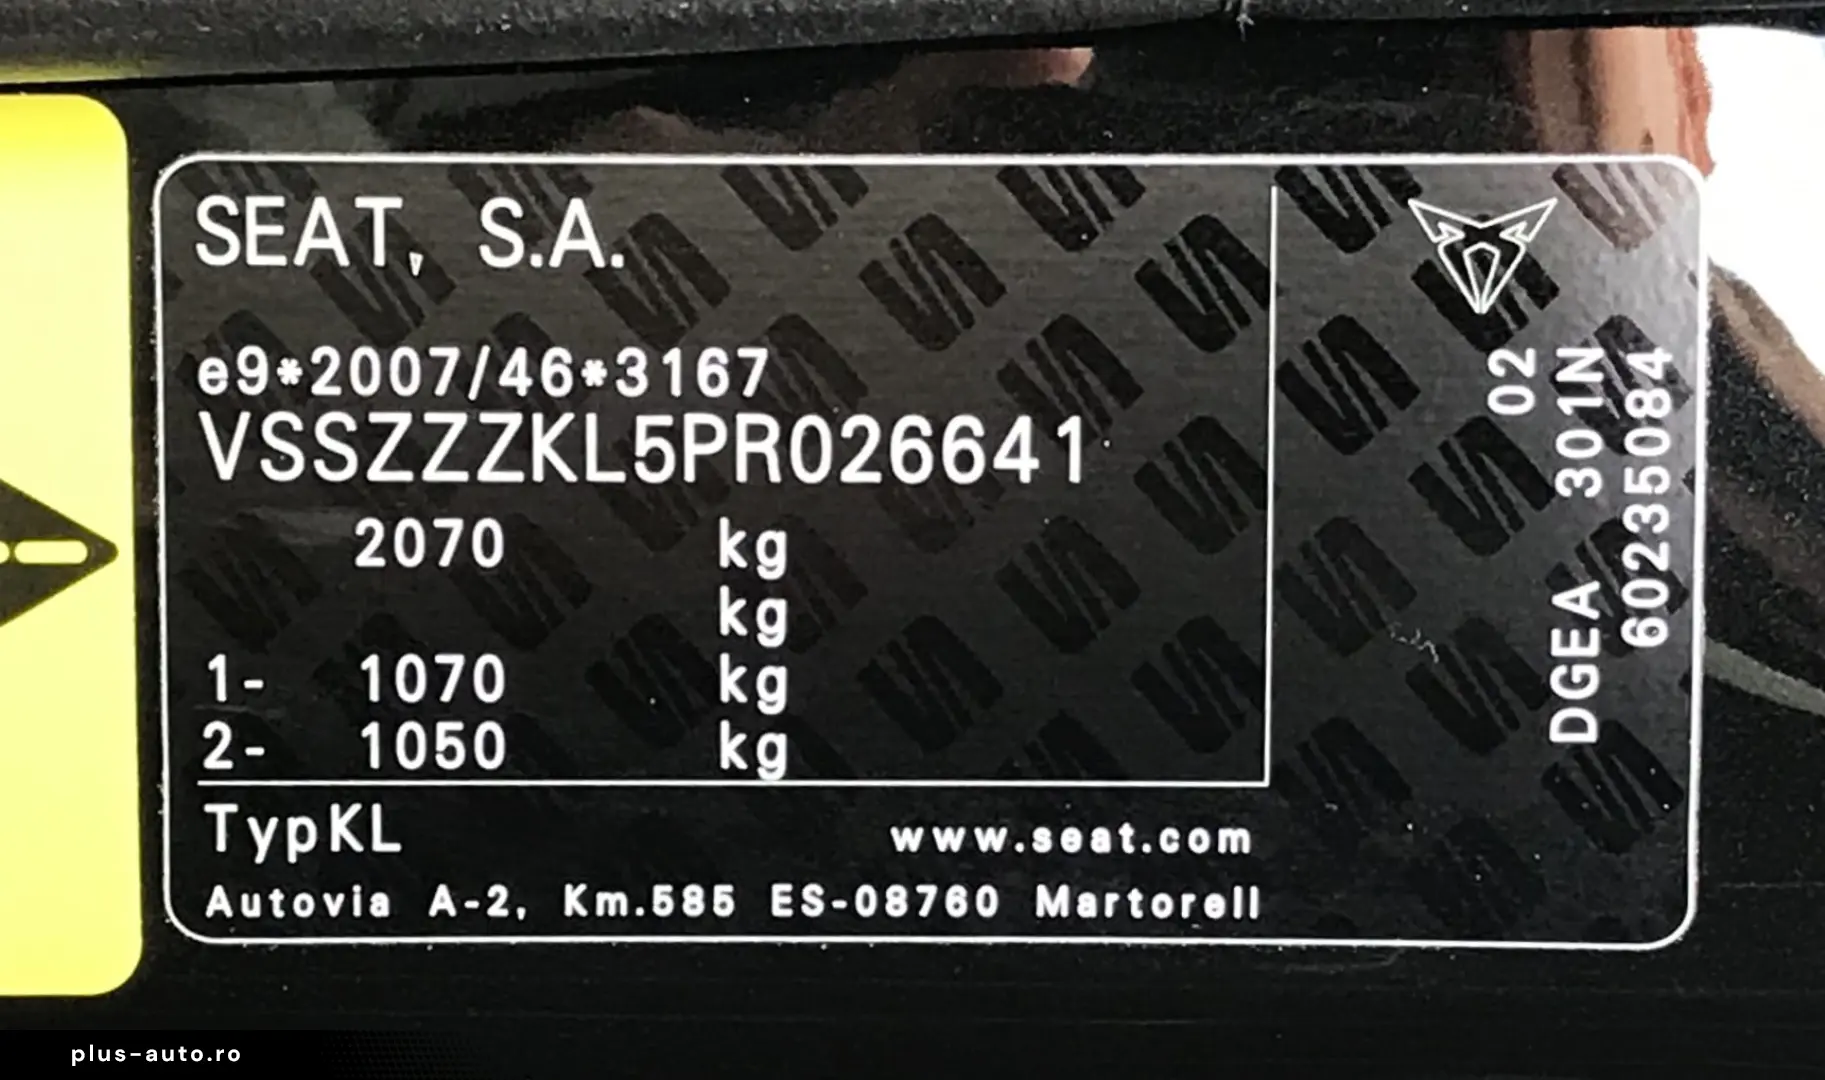 SEAT, S.A.
e9*2007/46*3167
VSSZZZKL5PR026641
2070 kg
kg
1- 1070 kg
2- 1050 kg
TypKL
www.seat.com
Autovia A-2, Km.585 ES-08760 Martorell
02
DGEA 301N
60235084
plus-auto.ro